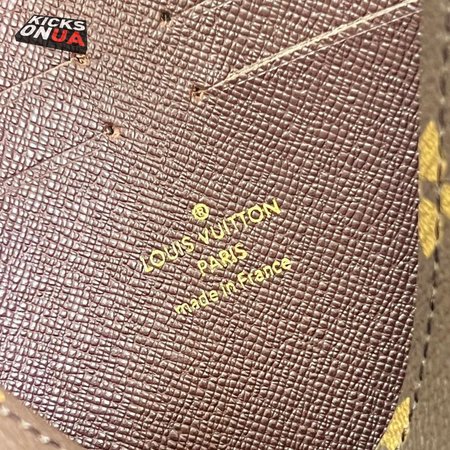 KICKS
ONUA
®
LOUIS VUITTON
PARIS
made in France